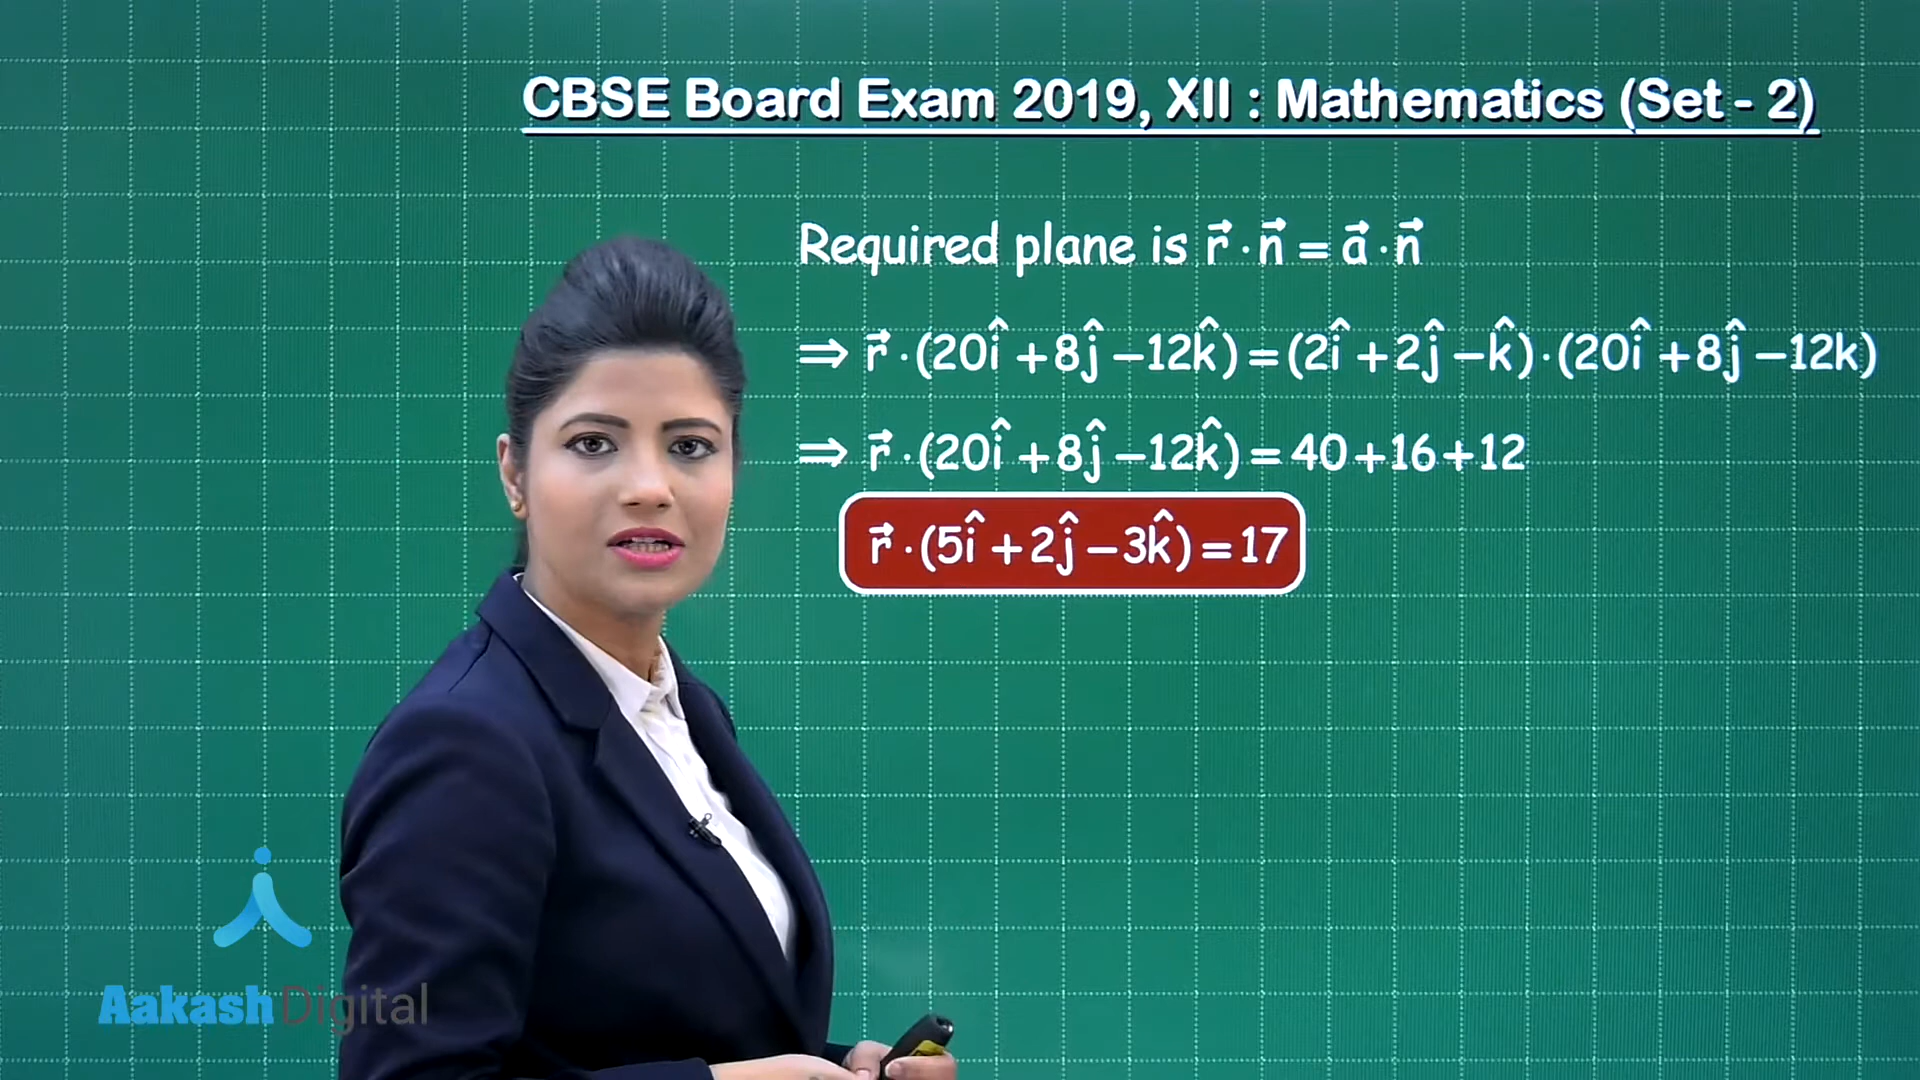 CBSE Board Exam 2019, XII : Mathematics (Set - 2)
Required plane is r⃗ · n⃗ = a⃗ · n⃗
⇒ r⃗ · (20î + 8ĵ − 12k̂) = (2î + 2ĵ − k̂) · (20î + 8ĵ − 12k)
⇒ r⃗ · (20î + 8ĵ − 12k̂) = 40 + 16 + 12
r⃗ · (5î + 2ĵ − 3k̂) = 17
Aakash Digital